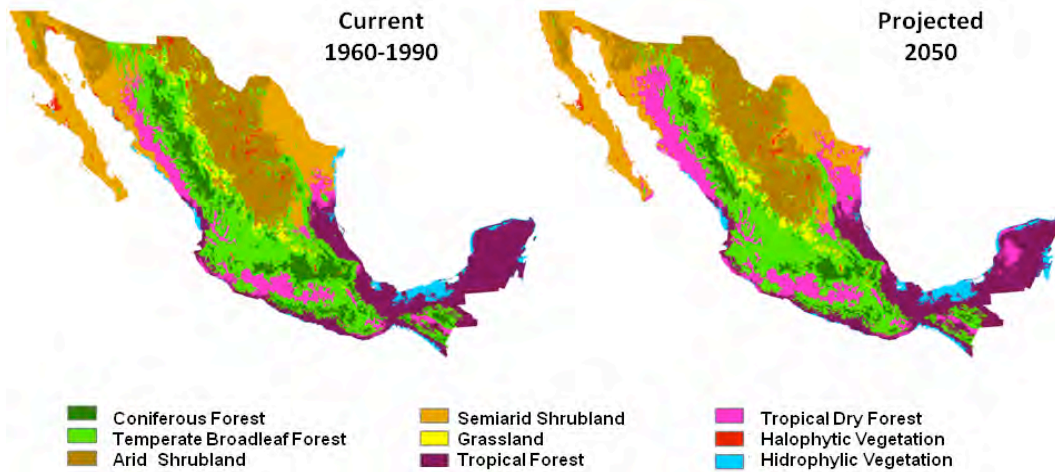 Current
1960-1990
Projected
2050
Coniferous Forest
Temperate Broadleaf Forest
Arid Shrubland
Semiarid Shrubland
Grassland
Tropical Forest
Tropical Dry Forest
Halophytic Vegetation
Hidrophylic Vegetation